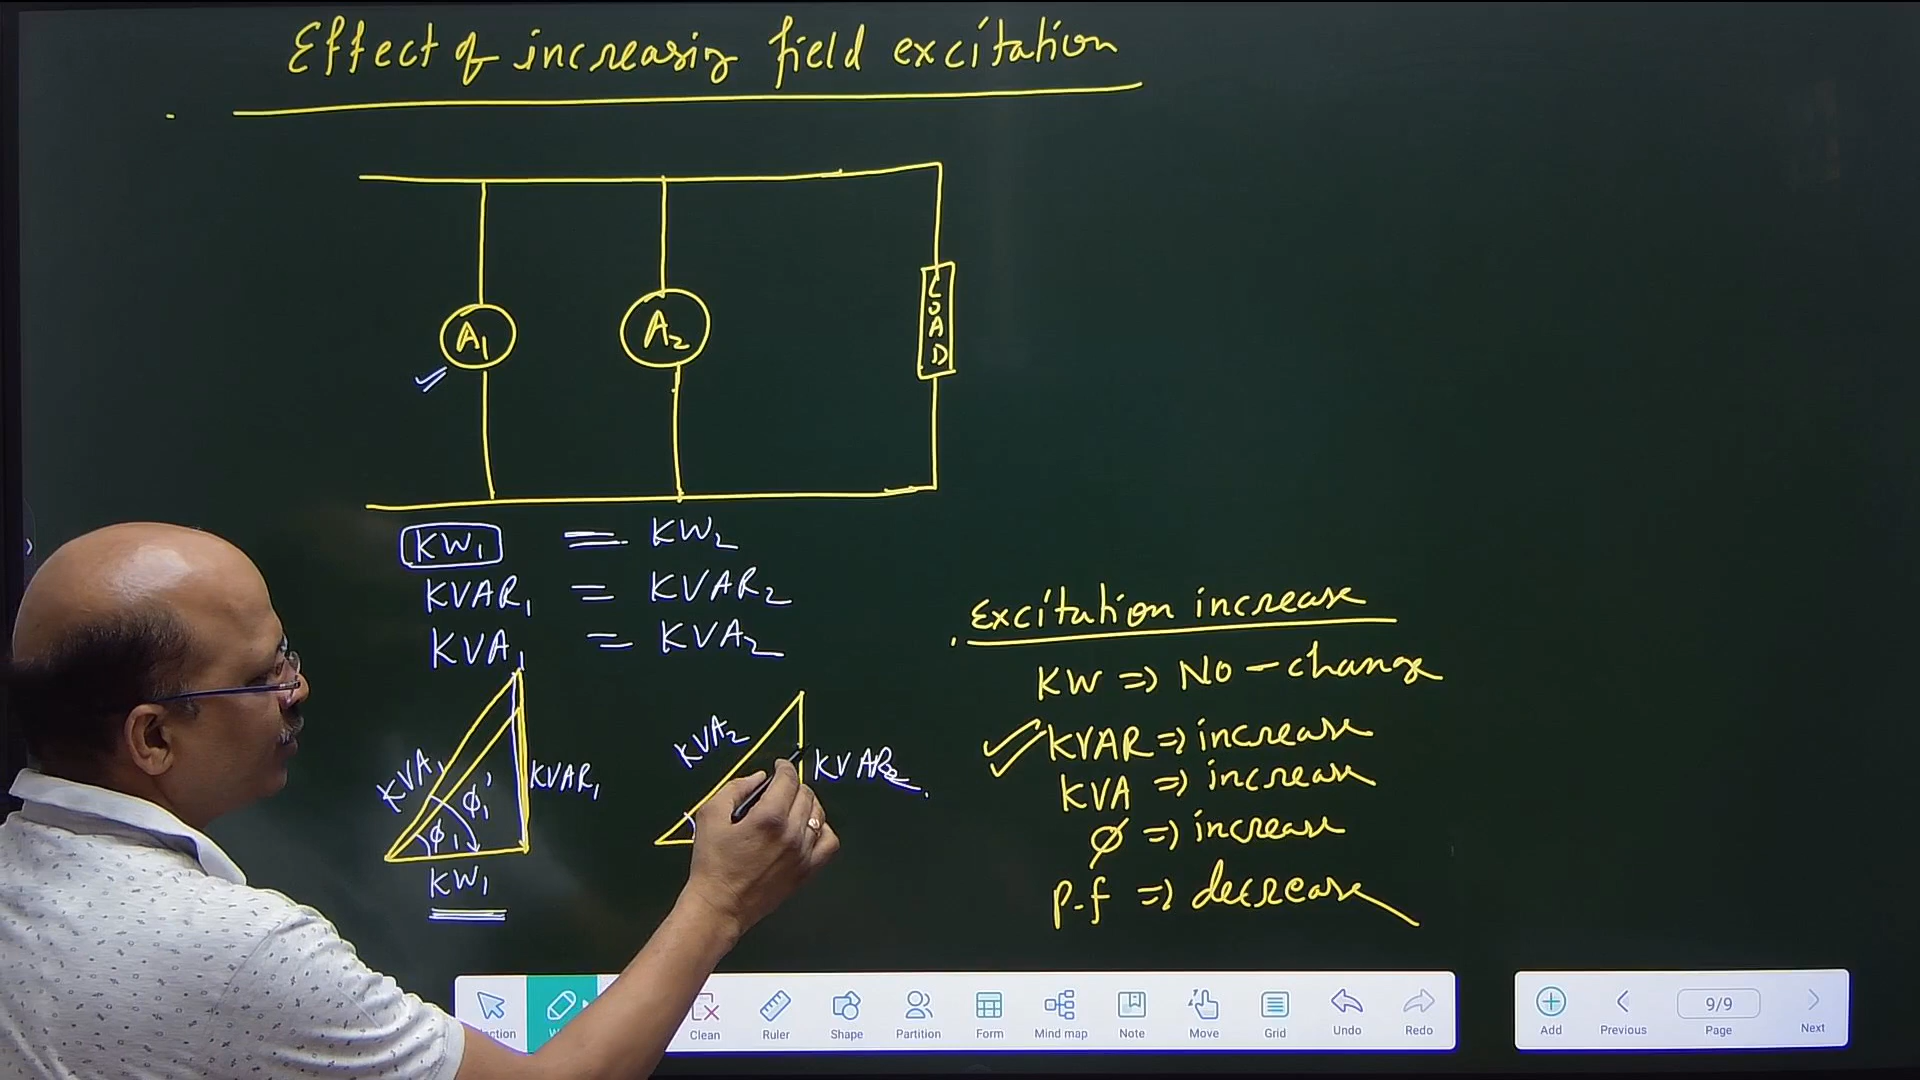 Effect of increasing field excitation
A1
A2
LOAD
KW1 = KW2
KVAR1 = KVAR2
KVA1 = KVA2
KVA1
ϕ1
ϕ1'
KVAR1
KW1
KVA2
KVAR2
Excitation increase
KW => No-change
KVAR => increase
KVA => increase
ϕ => increase
P.f => decrease
Clean
Ruler
Shape
Partition
Form
Mind map
Note
Move
Grid
Undo
Redo
Add
Previous
9/9
Page
Next